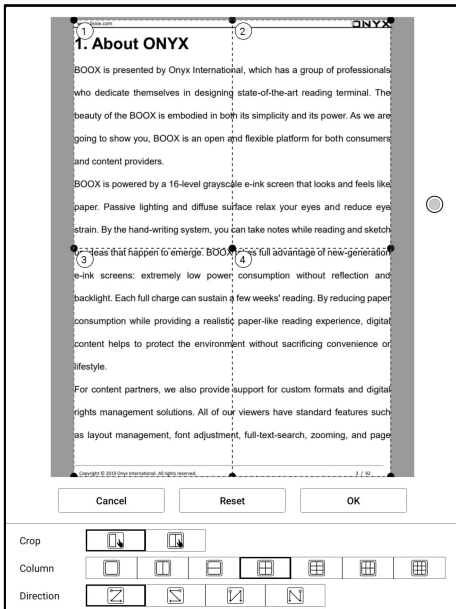 boox.com
ONYX
1 2
1. About ONYX
BOOX is presented by Onyx International, which has a group of professionals
who dedicate themselves in designing state-of-the-art reading terminal. The
beauty of the BOOX is embodied in both its simplicity and its power. As we are
going to show you, BOOX is an open and flexible platform for both consumers
and content providers.
BOOX is powered by a 16-level grayscale e-ink screen that looks and feels like
paper. Passive lighting and diffuse surface relax your eyes and reduce eye
strain. By the hand-writing system, you can take notes while reading and sketch
3 4
ideas that happen to emerge. BOOX full advantage of new-generation
e-ink screens: extremely low power consumption without reflection and
backlight. Each full charge can sustain a few weeks' reading. By reducing paper
consumption while providing a realistic paper-like reading experience, digital
content helps to protect the environment without sacrificing convenience or
lifestyle.
For content partners, we also provide support for custom formats and digital
rights management solutions. All of our viewers have standard features such
as layout management, font adjustment, full-text-search, zooming, and page
Copyright © 2019 Onyx International. All rights reserved. 3 / 92
Cancel Reset OK
Crop
Column
Direction